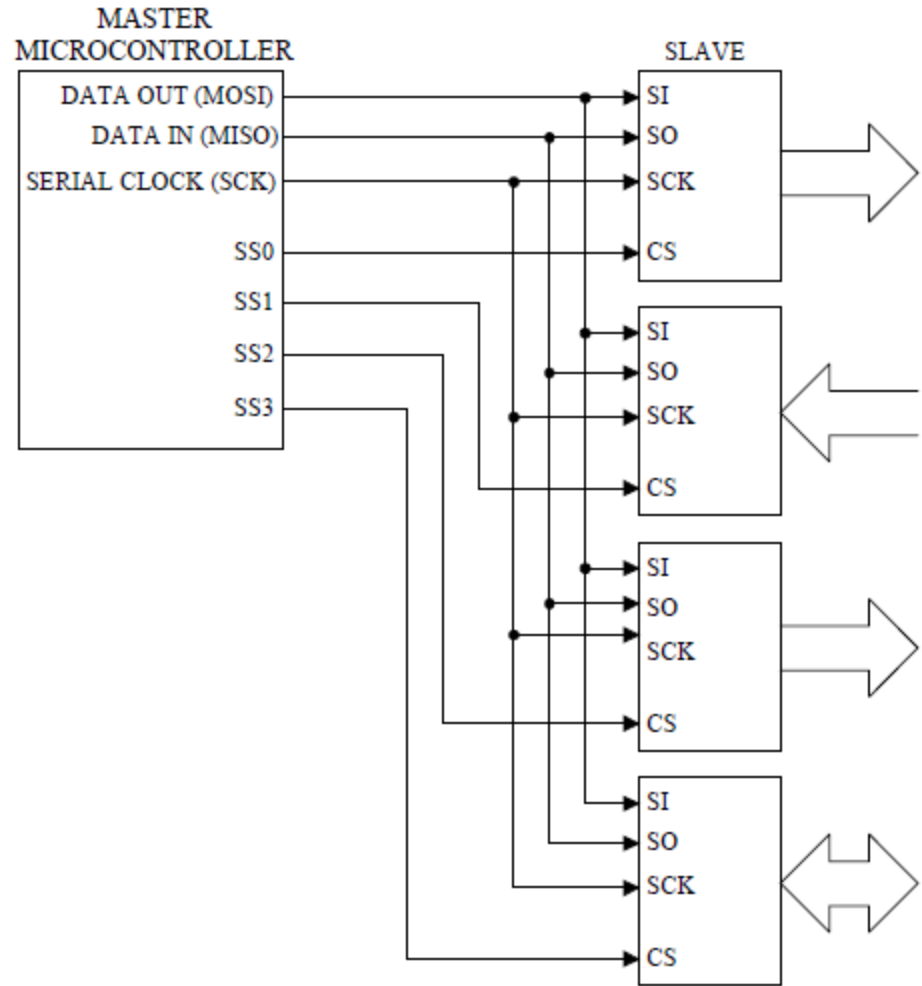 MASTER
MICROCONTROLLER
DATA OUT (MOSI)
DATA IN (MISO)
SERIAL CLOCK (SCK)
SS0
SS1
SS2
SS3
SLAVE
SI
SO
SCK
CS
SI
SO
SCK
CS
SI
SO
SCK
CS
SI
SO
SCK
CS